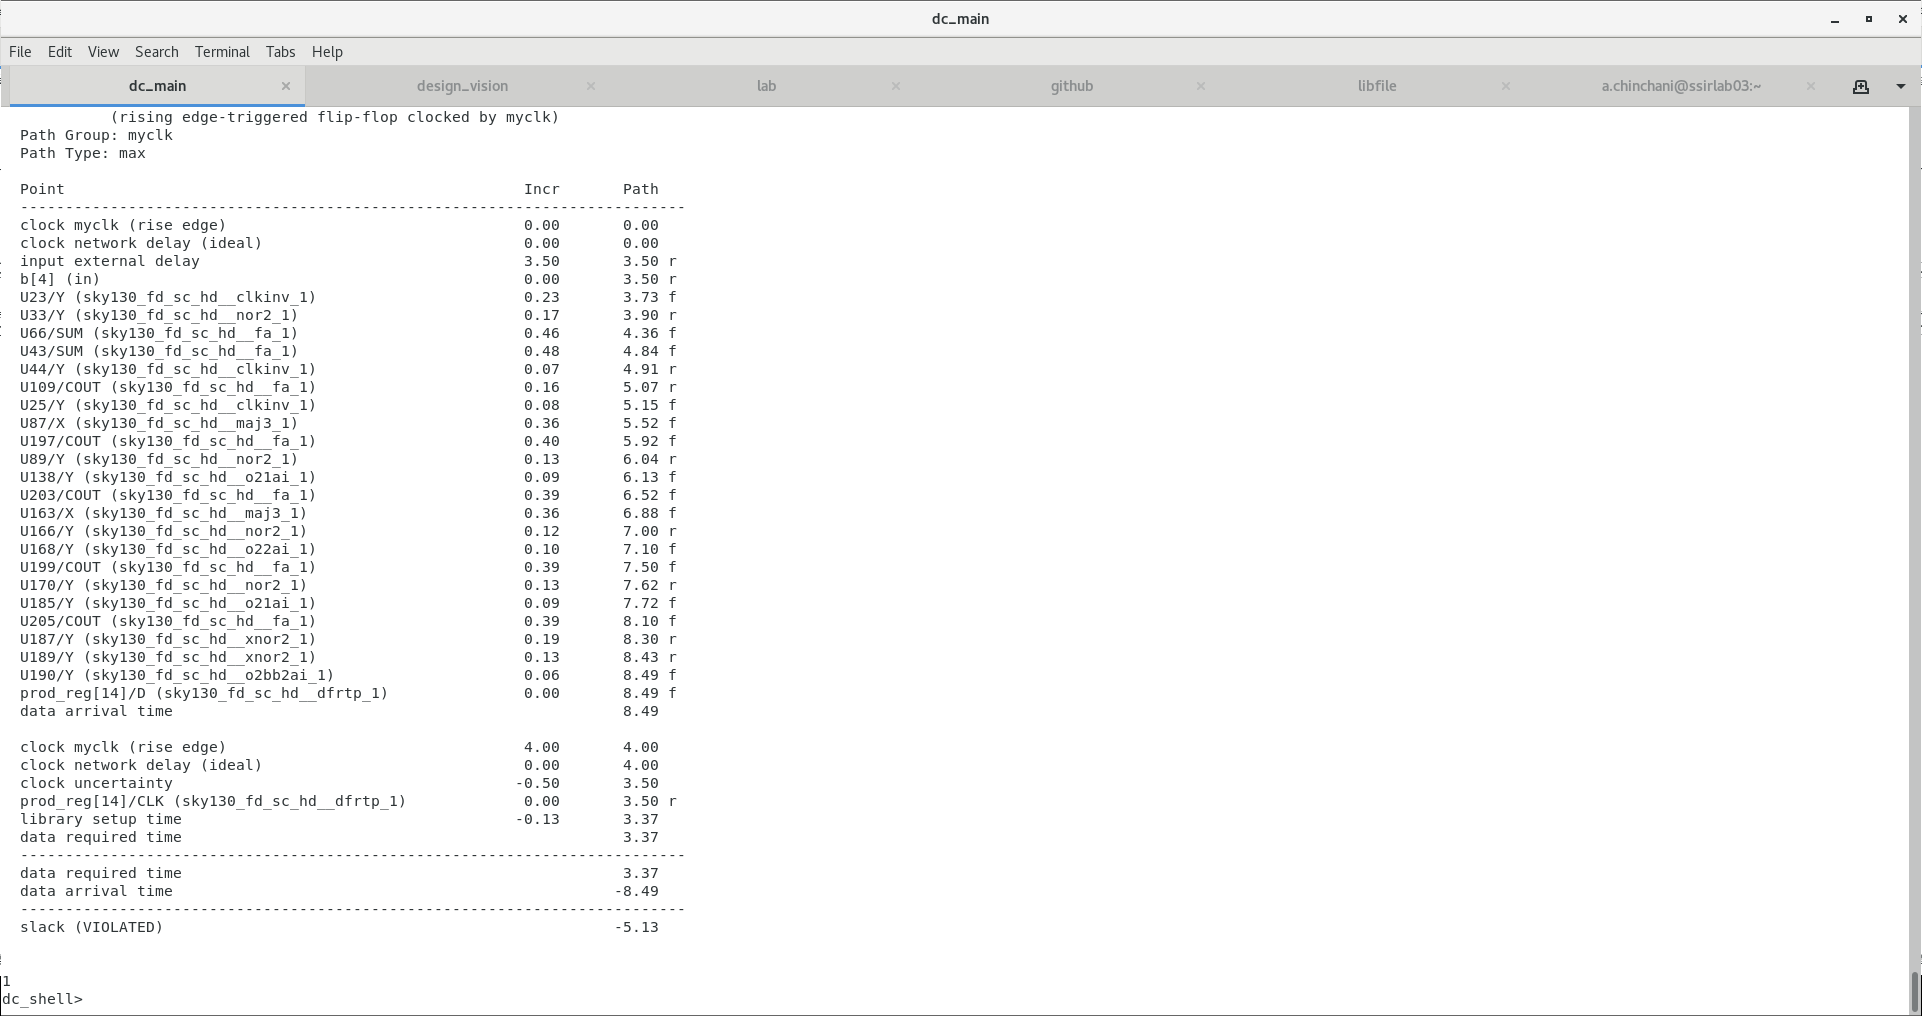 dc_main
File Edit View Search Terminal Tabs Help
dc_main design_vision lab github libfile a.chinchani@ssirlab03:~
(rising edge-triggered flip-flop clocked by myclk)
Path Group: myclk
Path Type: max
Point Incr Path
--------------------------------------------------------------------------
clock myclk (rise edge) 0.00 0.00
clock network delay (ideal) 0.00 0.00
input external delay 3.50 3.50 r
b[4] (in) 0.00 3.50 r
U23/Y (sky130_fd_sc_hd__clkinv_1) 0.23 3.73 f
U33/Y (sky130_fd_sc_hd__nor2_1) 0.17 3.90 r
U66/SUM (sky130_fd_sc_hd__fa_1) 0.46 4.36 f
U43/SUM (sky130_fd_sc_hd__fa_1) 0.48 4.84 f
U44/Y (sky130_fd_sc_hd__clkinv_1) 0.07 4.91 r
U109/COUT (sky130_fd_sc_hd__fa_1) 0.16 5.07 r
U25/Y (sky130_fd_sc_hd__clkinv_1) 0.08 5.15 f
U87/X (sky130_fd_sc_hd__maj3_1) 0.36 5.52 f
U197/COUT (sky130_fd_sc_hd__fa_1) 0.40 5.92 f
U89/Y (sky130_fd_sc_hd__nor2_1) 0.13 6.04 r
U138/Y (sky130_fd_sc_hd__o21ai_1) 0.09 6.13 f
U203/COUT (sky130_fd_sc_hd__fa_1) 0.39 6.52 f
U163/X (sky130_fd_sc_hd__maj3_1) 0.36 6.88 f
U166/Y (sky130_fd_sc_hd__nor2_1) 0.12 7.00 r
U168/Y (sky130_fd_sc_hd__o22ai_1) 0.10 7.10 f
U199/COUT (sky130_fd_sc_hd__fa_1) 0.39 7.50 f
U170/Y (sky130_fd_sc_hd__nor2_1) 0.13 7.62 r
U185/Y (sky130_fd_sc_hd__o21ai_1) 0.09 7.72 f
U205/COUT (sky130_fd_sc_hd__fa_1) 0.39 8.10 f
U187/Y (sky130_fd_sc_hd__xnor2_1) 0.19 8.30 r
U189/Y (sky130_fd_sc_hd__xnor2_1) 0.13 8.43 r
U190/Y (sky130_fd_sc_hd__o2bb2ai_1) 0.06 8.49 f
prod_reg[14]/D (sky130_fd_sc_hd__dfrtp_1) 0.00 8.49 f
data arrival time 8.49
clock myclk (rise edge) 4.00 4.00
clock network delay (ideal) 0.00 4.00
clock uncertainty -0.50 3.50
prod_reg[14]/CLK (sky130_fd_sc_hd__dfrtp_1) 0.00 3.50 r
library setup time -0.13 3.37
data required time 3.37
--------------------------------------------------------------------------
data required time 3.37
data arrival time -8.49
--------------------------------------------------------------------------
slack (VIOLATED) -5.13
1
dc_shell>